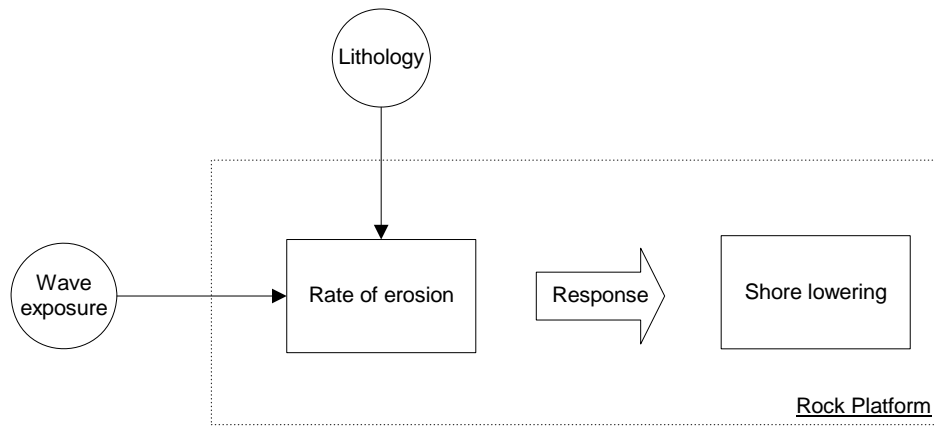 Lithology
Wave
exposure
Rate of erosion
Response
Shore lowering
Rock Platform